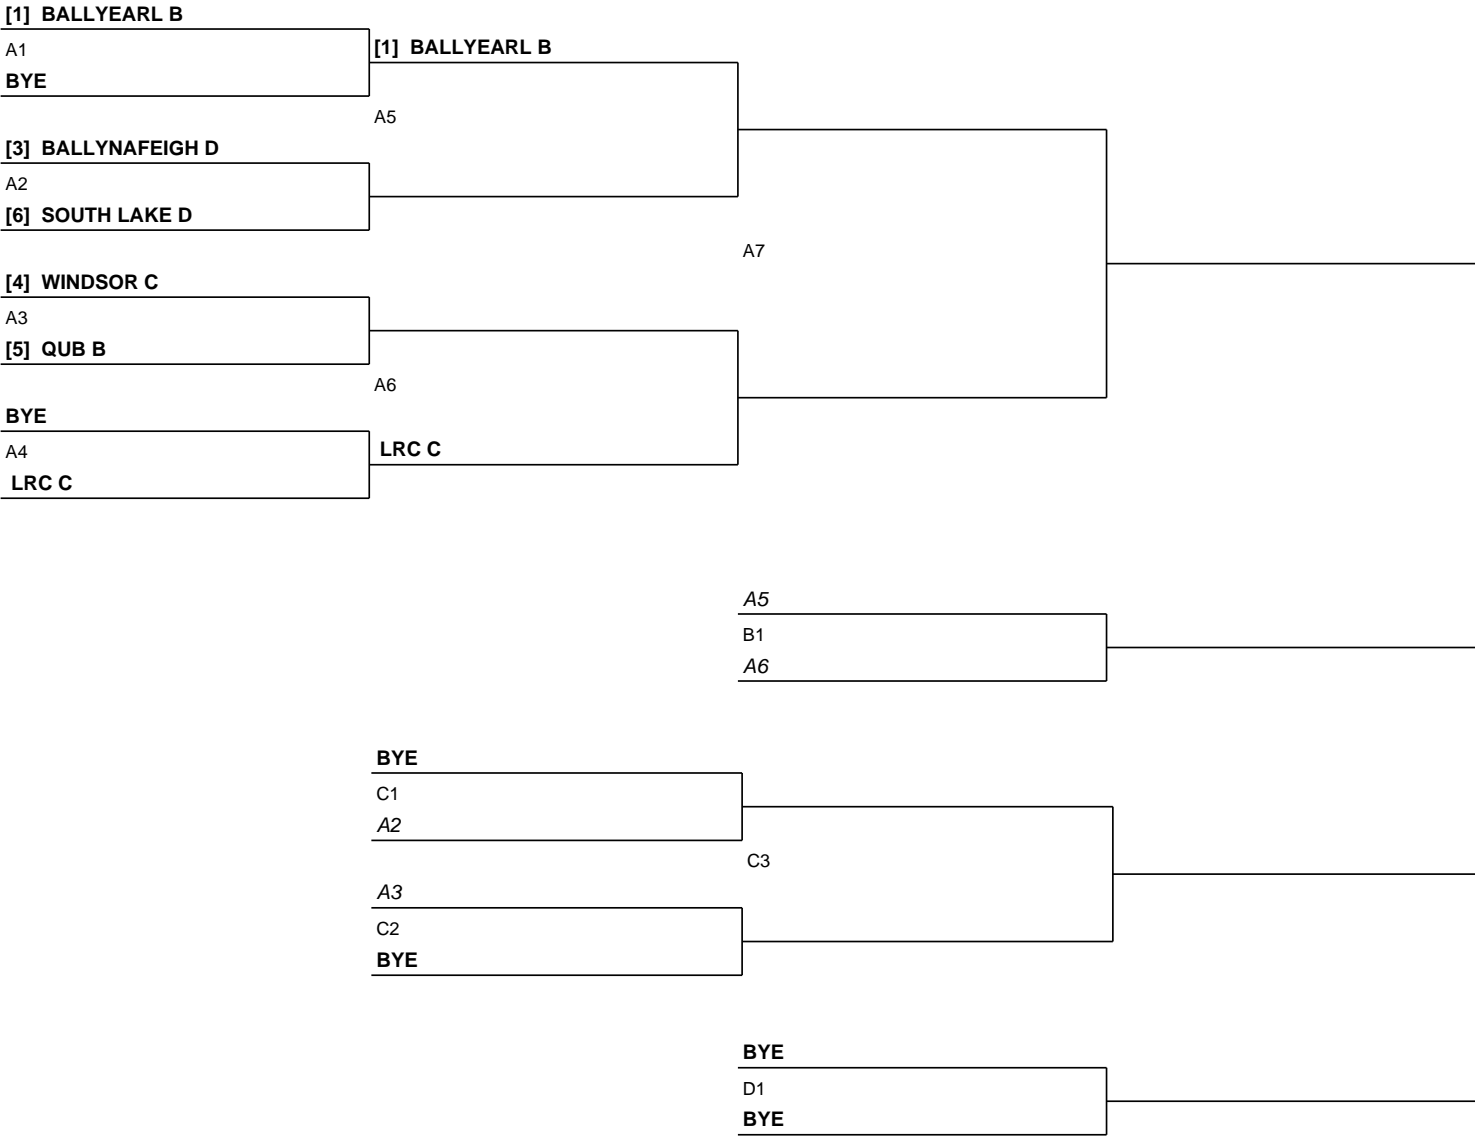 [1] BALLYEARL B
A1
[1] BALLYEARL B
BYE
A5
[3] BALLYNAFEIGH D
A2
[6] SOUTH LAKE D
A7
[4] WINDSOR C
A3
[5] QUB B
A6
BYE
A4
LRC C
LRC C
A5
B1
A6
BYE
C1
A2
C3
A3
C2
BYE
BYE
D1
BYE